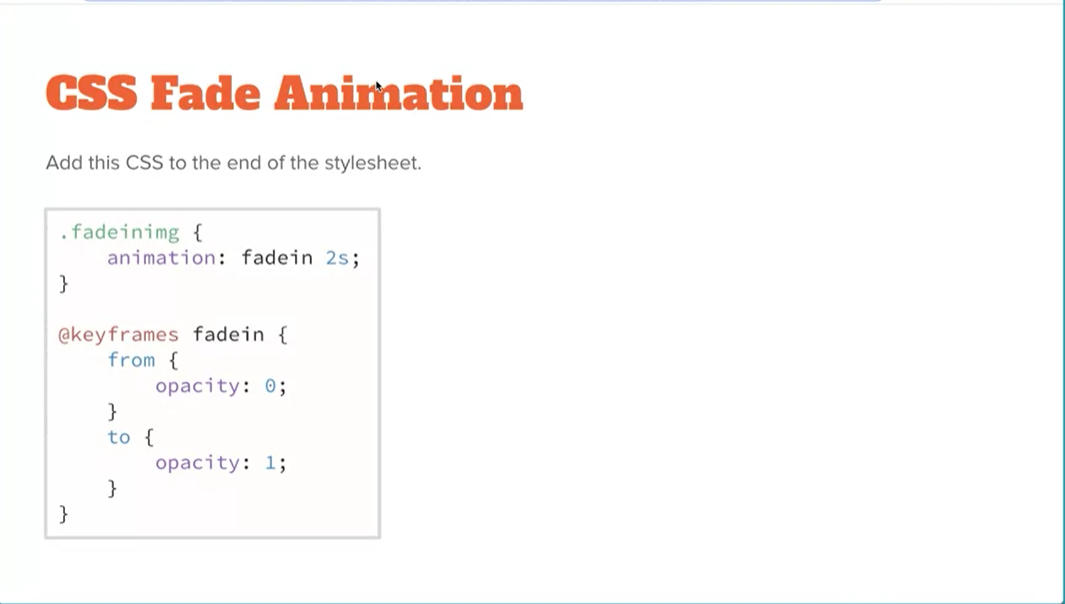 CSS Fade Animation
Add this CSS to the end of the stylesheet.
.fadeinimg {
    animation: fadein 2s;
}
@keyframes fadein {
    from {
        opacity: 0;
    }
    to {
        opacity: 1;
    }
}